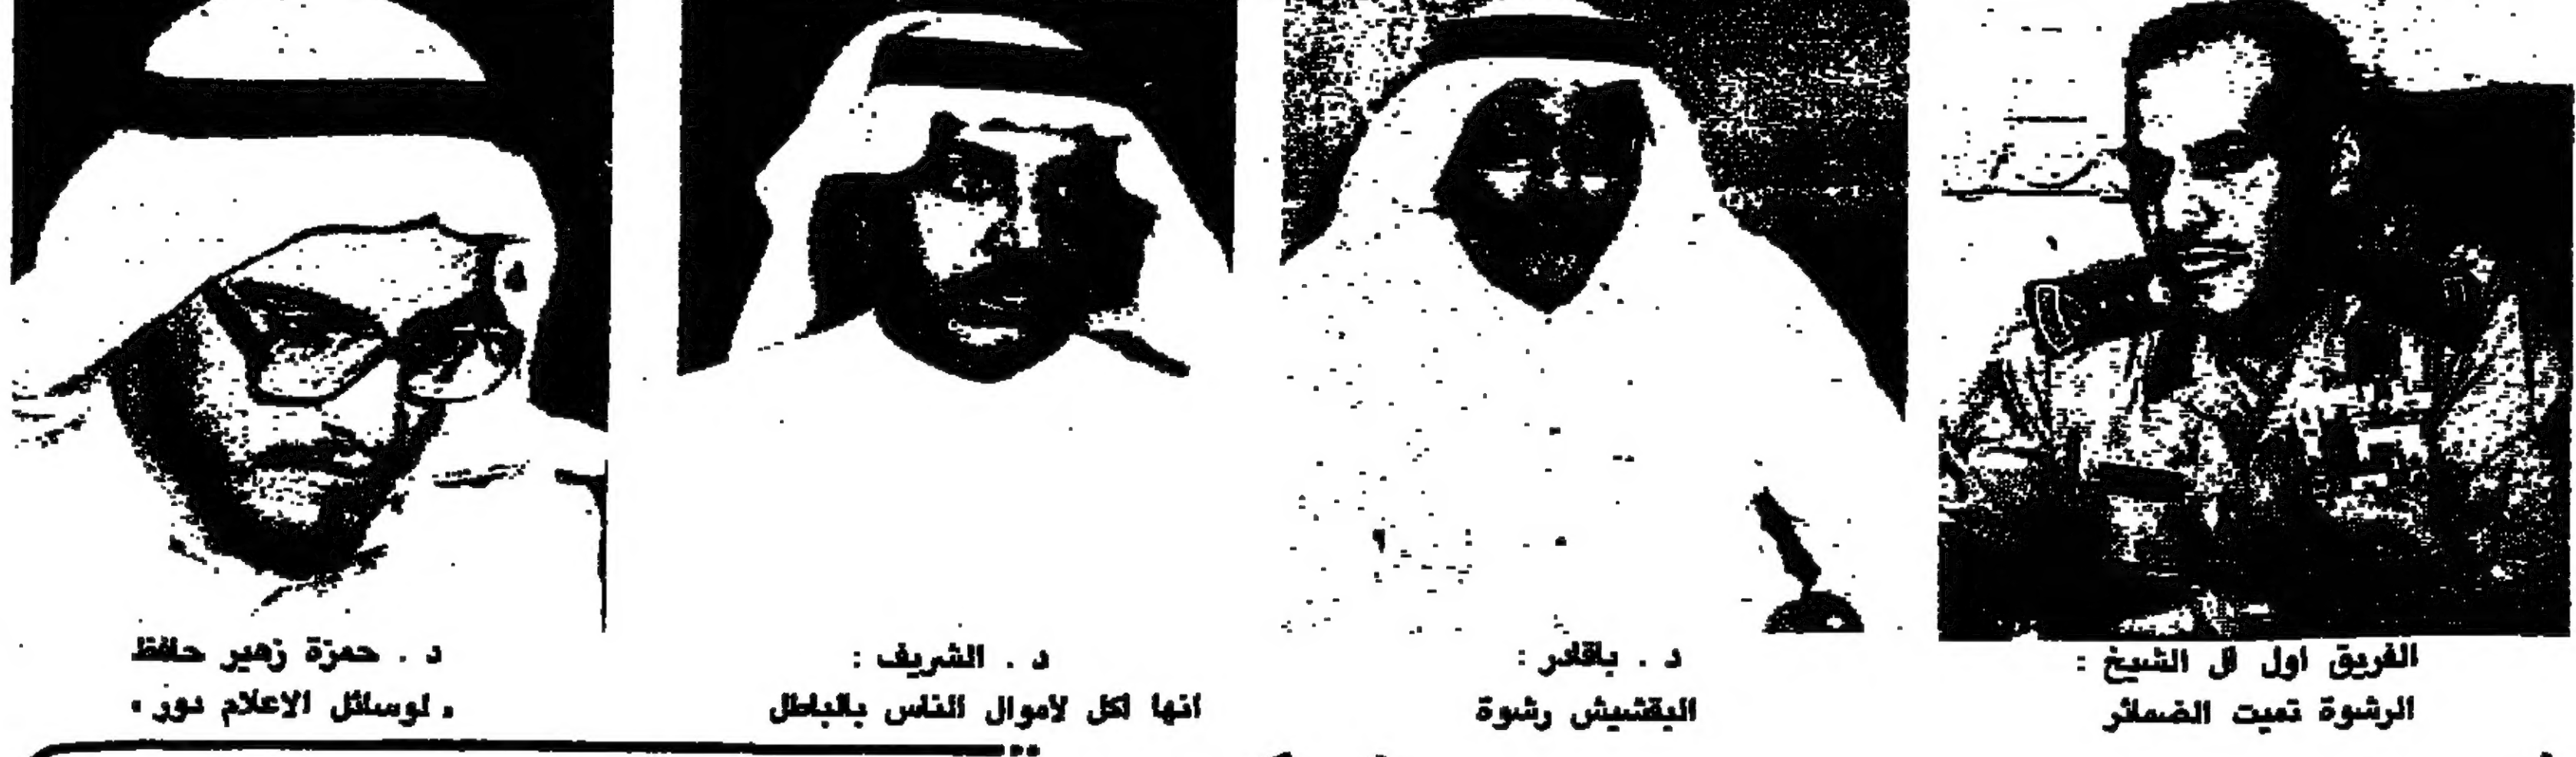 الفريق اول آل الشيخ :
الرشوة تميت الضمائر
د . باقادر :
البقشيش رشوة
د . الشريف :
انها اكل لاموال الناس بالباطل
د . حمزة زهير حافظ
« لوسائل الاعلام دور »